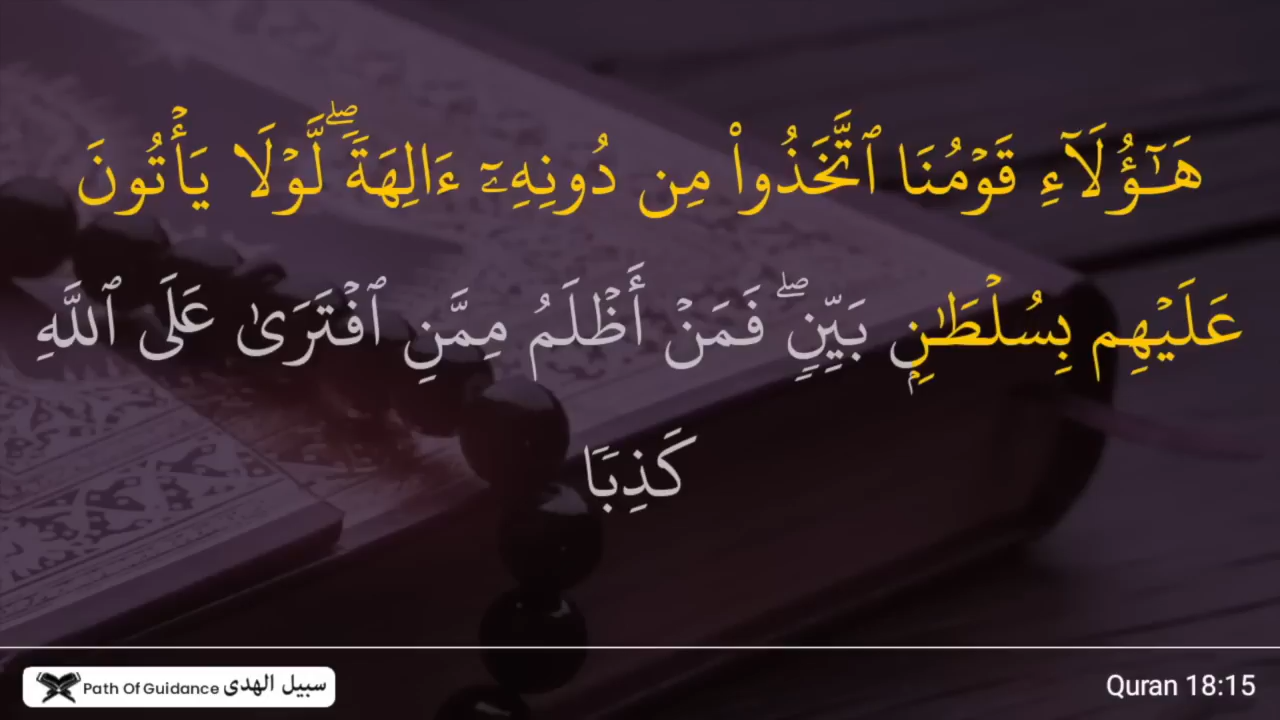 هَـٰٓؤُلَآءِ قَوۡمُنَا ٱتَّخَذُواْ مِن دُونِهِۦٓ ءَالِهَةٗۖ لَّوۡلَا يَأۡتُونَ
عَلَيۡهِم بِسُلۡطَٰنِۭ بَيِّنٖۖ فَمَنۡ أَظۡلَمُ مِمَّنِ ٱفۡتَرَىٰ عَلَى ٱللَّهِ
كَذِبٗا
Path Of Guidance سبيل الهدى
Quran 18:15